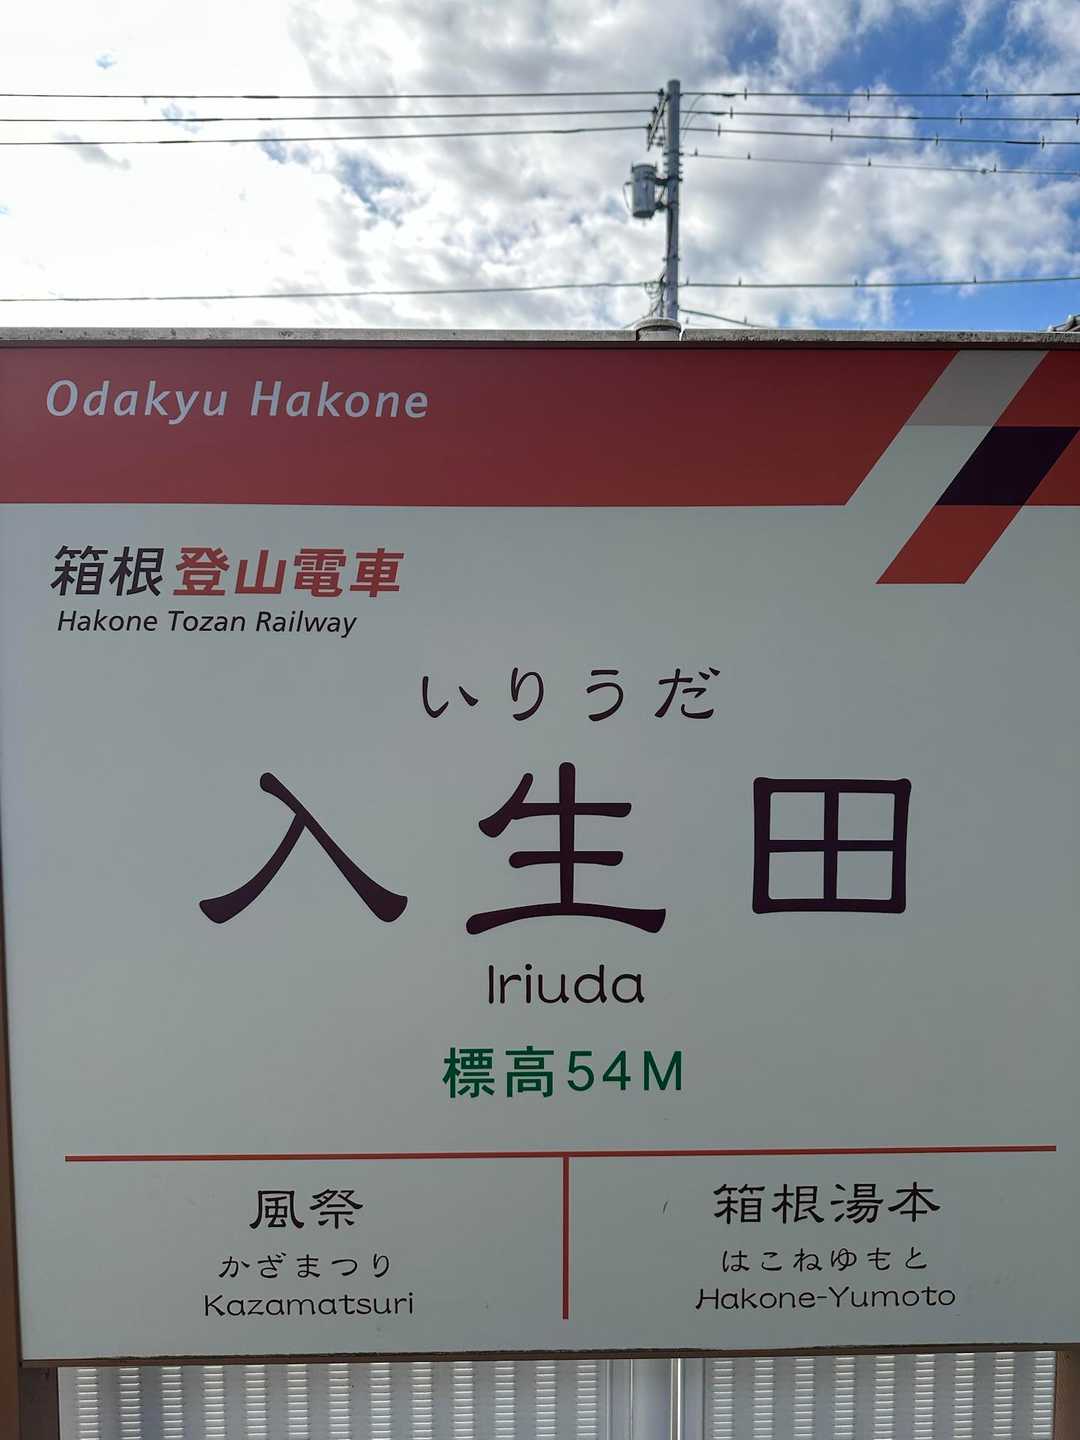 Odakyu Hakone
箱根登山電車
Hakone Tozan Railway
いりうだ
入生田
Iriuda
標高54M
風祭
かざまつり
Kazamatsuri
箱根湯本
はこねゆもと
Hakone-Yumoto